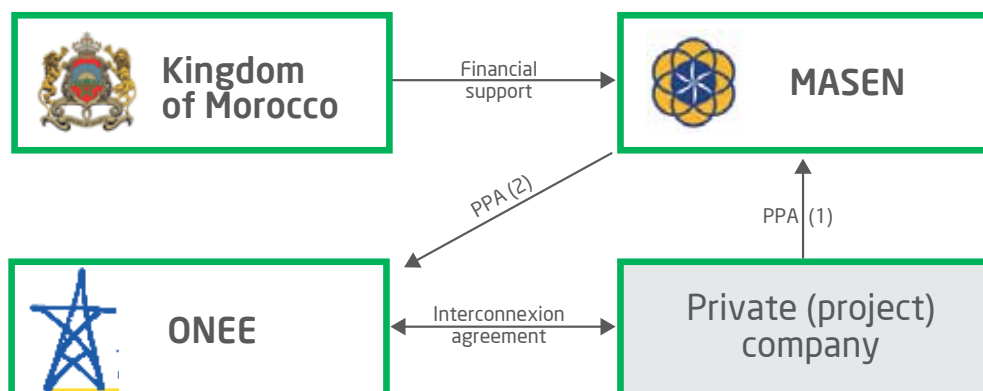 Kingdom
of Morocco
Financial
support
MASEN
PPA (2)
PPA (1)
ONEE
Interconnexion
agreement
Private (project)
company